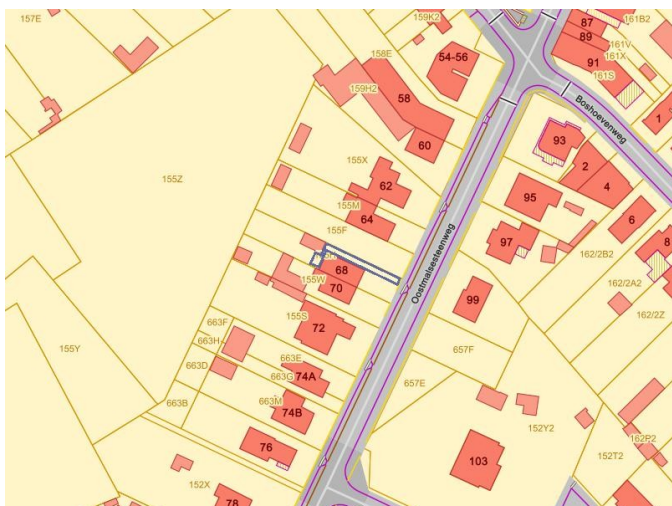 157E
159K2
87
161B2
89
161V
161X
91
161S
158E
54-56
159H2
58
60
Boshoevenweg
1
93
2
4
155Z
155X
62
155M
64
95
6
155F
97
162/2B2
8
68
155W
70
Oostmalsesteenweg
162/2A2
99
162/2Z
155S
72
663F
663H
657F
155Y
663D
663E
663G
74A
657E
663B
663M
74B
152Y2
76
162P2
103
152T2
152X
78